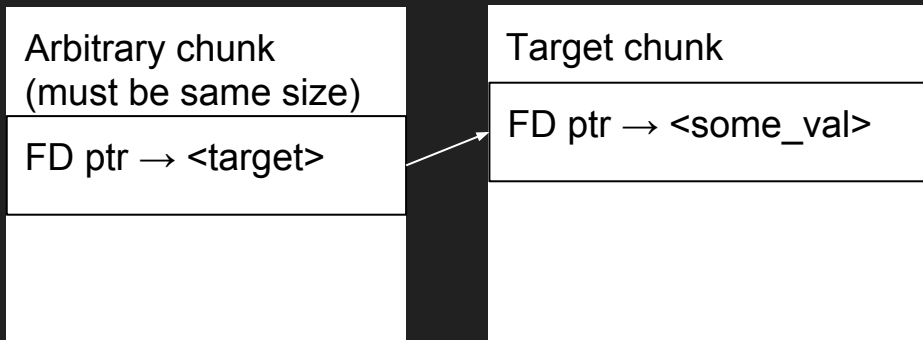 Arbitrary chunk
(must be same size)
FD ptr → <target>
Target chunk
FD ptr → <some_val>